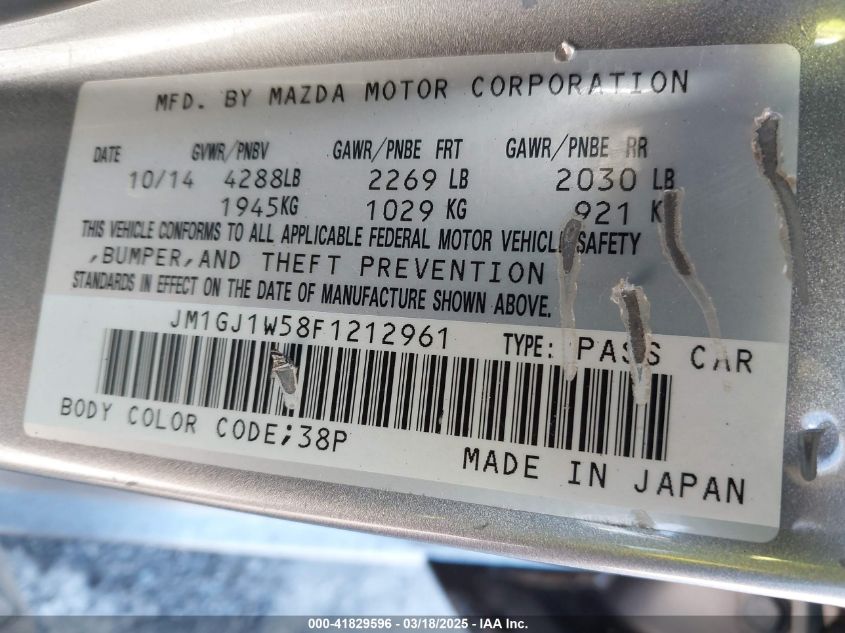 MFD. BY MAZDA MOTOR CORPORATION
DATE GVWR/PNBV GAWR/PNBE FRT GAWR/PNBE RR
10/14 4288LB 2269 LB 2030 LB
1945KG 1029 KG 921 K
THIS VEHICLE CONFORMS TO ALL APPLICABLE FEDERAL MOTOR VEHICLE SAFETY
,BUMPER,AND THEFT PREVENTION
STANDARDS IN EFFECT ON THE DATE OF MANUFACTURE SHOWN ABOVE.
JM1GJ1W58F1212961 TYPE: PASS CAR
BODY COLOR CODE;38P
MADE IN JAPAN
000-41829596 - 03/18/2025 - IAA, Inc.